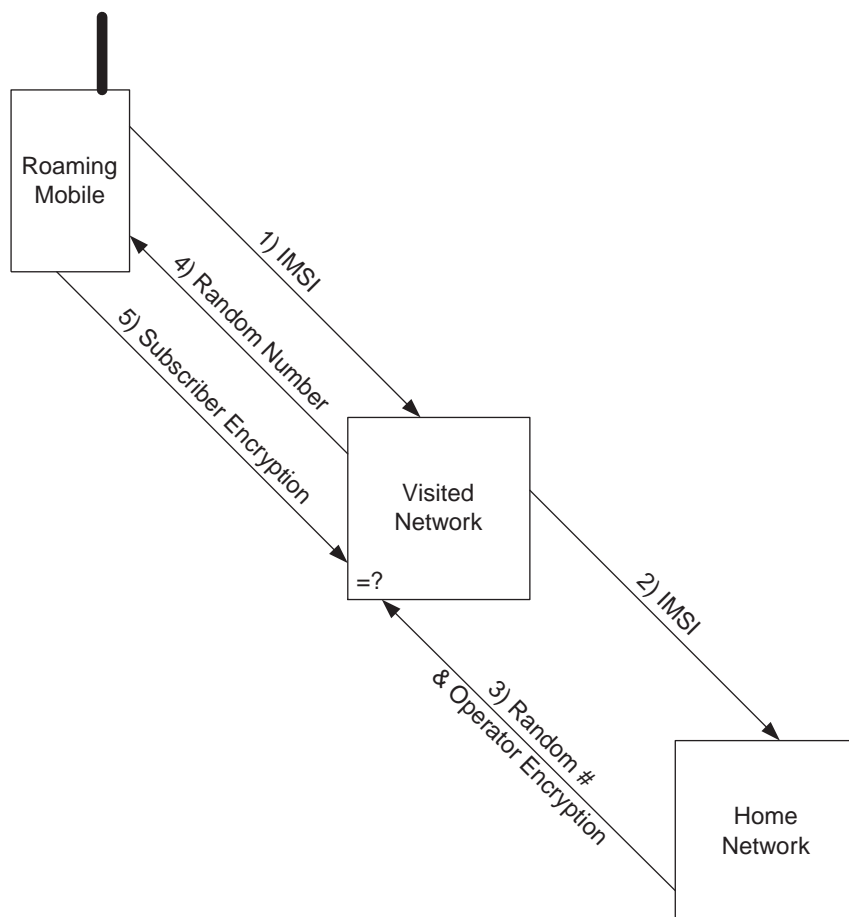 Roaming
Mobile
1) IMSI
4) Random Number
5) Subscriber Encryption
Visited
Network
=?
2) IMSI
3) Random #
& Operator Encryption
Home
Network